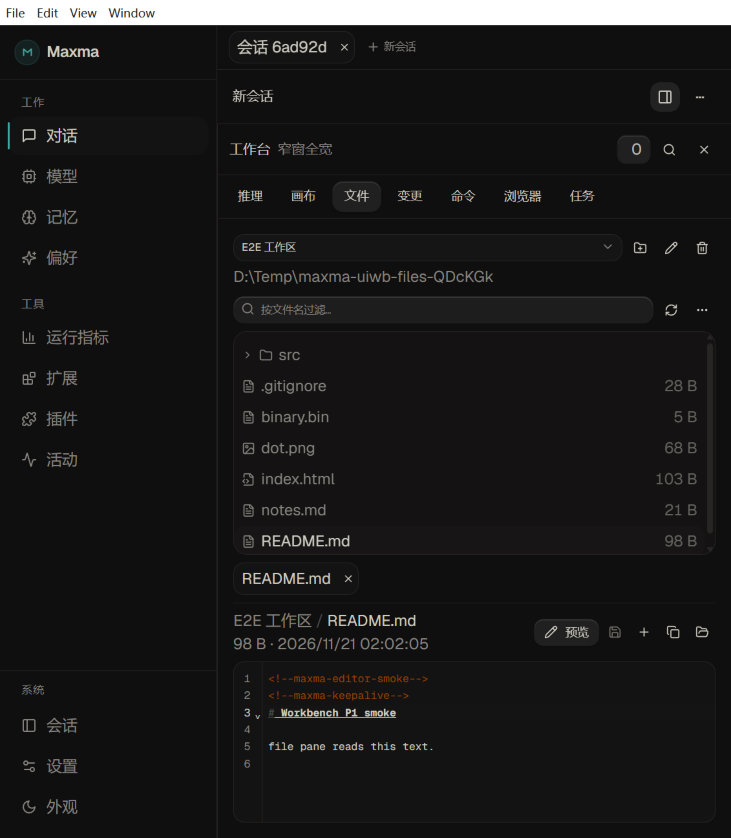 File Edit View Window
Maxma
工作
对话
模型
记忆
偏好
工具
运行指标
扩展
插件
活动
系统
会话
设置
外观
会话 6ad92d × + 新会话
新会话
工作台 窄窗全宽 0
推理 画布 文件 变更 命令 浏览器 任务
E2E 工作区
D:\Temp\maxma-uiwb-files-QDcKGk
按文件名过滤…
src
.gitignore 28 B
binary.bin 5 B
dot.png 68 B
index.html 103 B
notes.md 21 B
README.md 98 B
README.md ×
E2E 工作区 / README.md
98 B · 2026/11/21 02:02:05
预览
1 <!--maxma-editor-smoke-->
2 <!--maxma-keepalive-->
3 # Workbench P1 smoke
4
5 file pane reads this text.
6